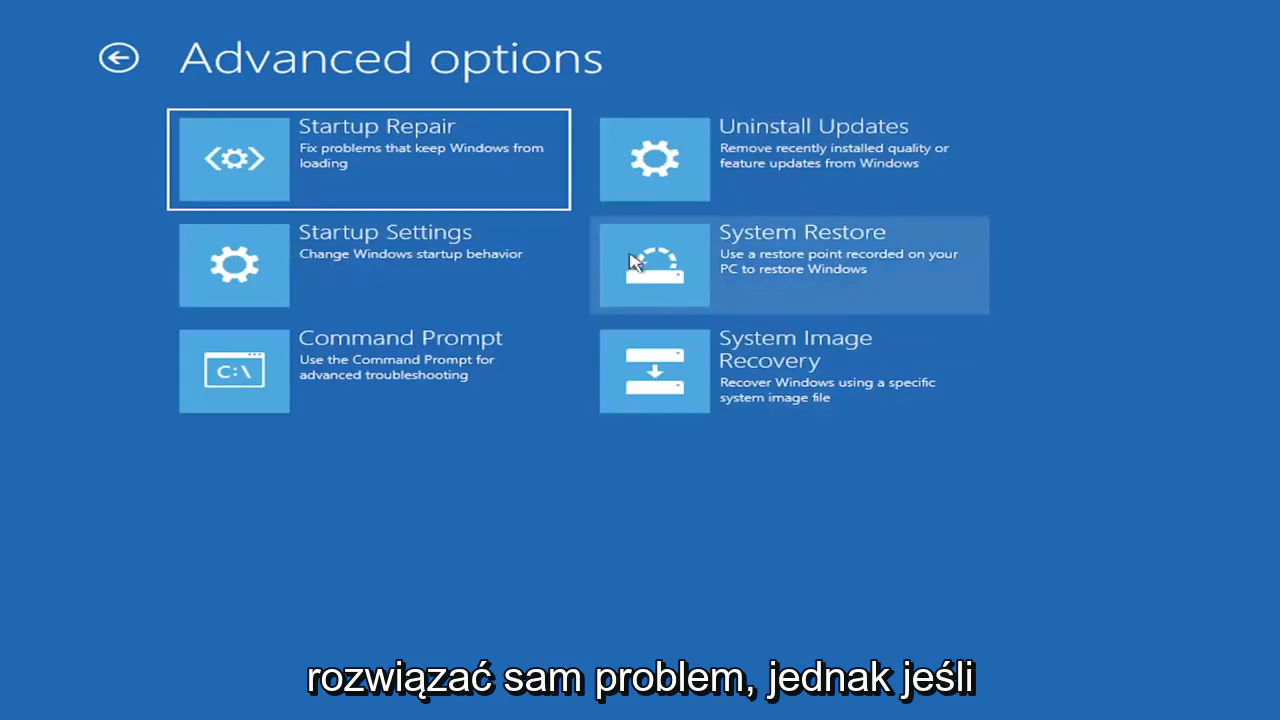 Advanced options
Startup Repair
Fix problems that keep Windows from
loading
Uninstall Updates
Remove recently installed quality or
feature updates from Windows
Startup Settings
Change Windows startup behavior
System Restore
Use a restore point recorded on your
PC to restore Windows
Command Prompt
Use the Command Prompt for
advanced troubleshooting
C:\
System Image
Recovery
Recover Windows using a specific
system image file
rozwiązać sam problem, jednak jeśli